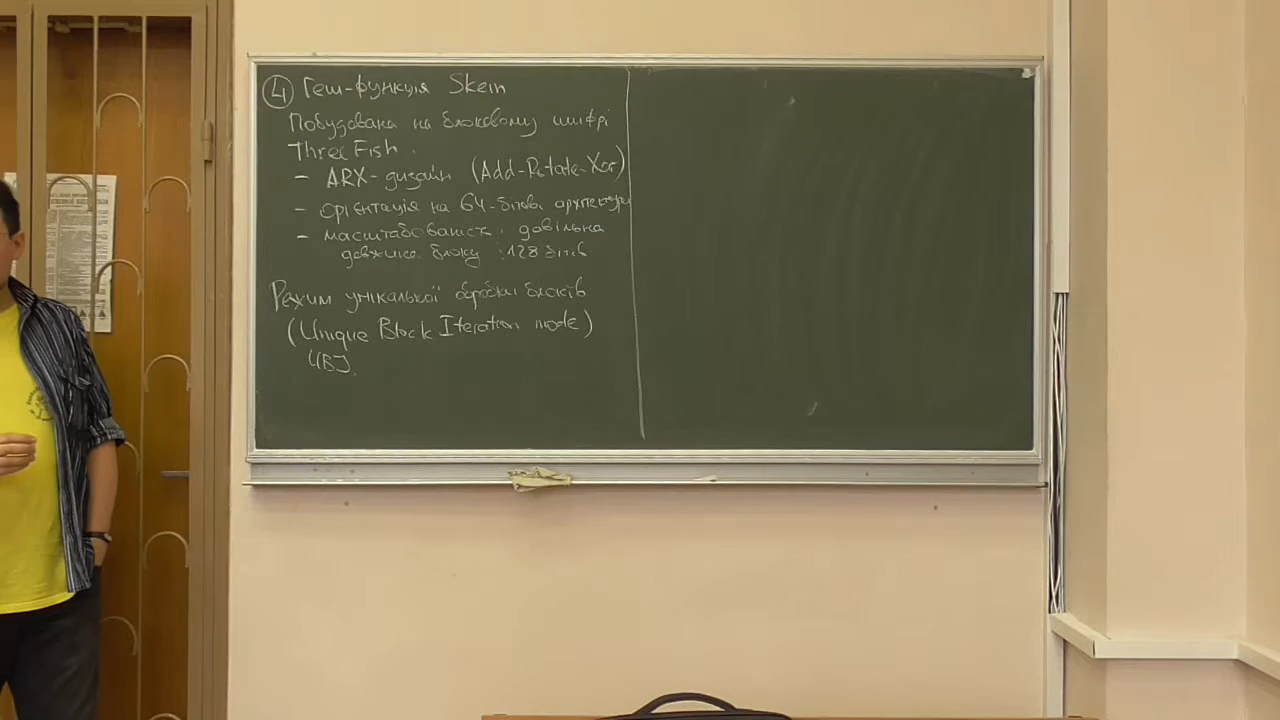 ④ Геш-функція Skein
Побудована на блоковому шифрі
ThreeFish.
- ARX-дизайн (Add-Rotate-Xor)
- орієнтація на 64-бітові архітектури
- масштабованість: довільна
довжина блоку :128 бітів
Режим унікальної обробки блоків
(Unique Block Iteration mode)
UBI.